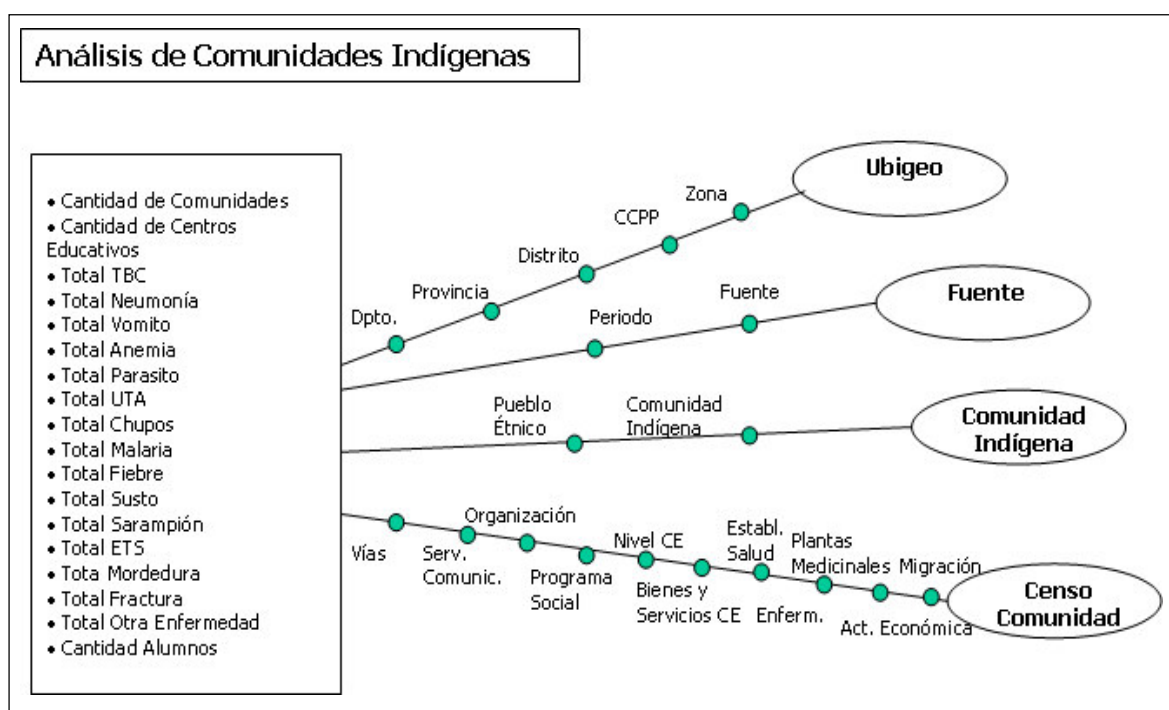 Análisis de Comunidades Indígenas
• Cantidad de Comunidades
• Cantidad de Centros
Educativos
• Total TBC
• Total Neumonía
• Total Vomito
• Total Anemia
• Total Parasito
• Total UTA
• Total Chupos
• Total Malaria
• Total Fiebre
• Total Susto
• Total Sarampión
• Total ETS
• Tota Mordedura
• Total Fractura
• Total Otra Enfermedad
• Cantidad Alumnos
Dpto.
Provincia
Distrito
CCPP
Zona
Ubigeo
Periodo
Fuente
Fuente
Pueblo
Étnico
Comunidad
Indígena
Comunidad
Indígena
Vías
Serv.
Comunic.
Organización
Programa
Social
Nivel CE
Bienes y
Servicios CE
Establ.
Salud
Enferm.
Plantas
Medicinales
Act. Económica
Migración
Censo
Comunidad